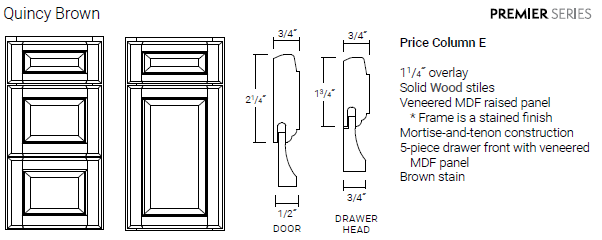 Quincy Brown
PREMIER SERIES
3/4"
3/4"
2 1/4"
1 3/4"
1/2"
DOOR
3/4"
DRAWER
HEAD
Price Column E
1 1/4" overlay
Solid Wood stiles
Veneered MDF raised panel
* Frame is a stained finish
Mortise-and-tenon construction
5-piece drawer front with veneered
MDF panel
Brown stain